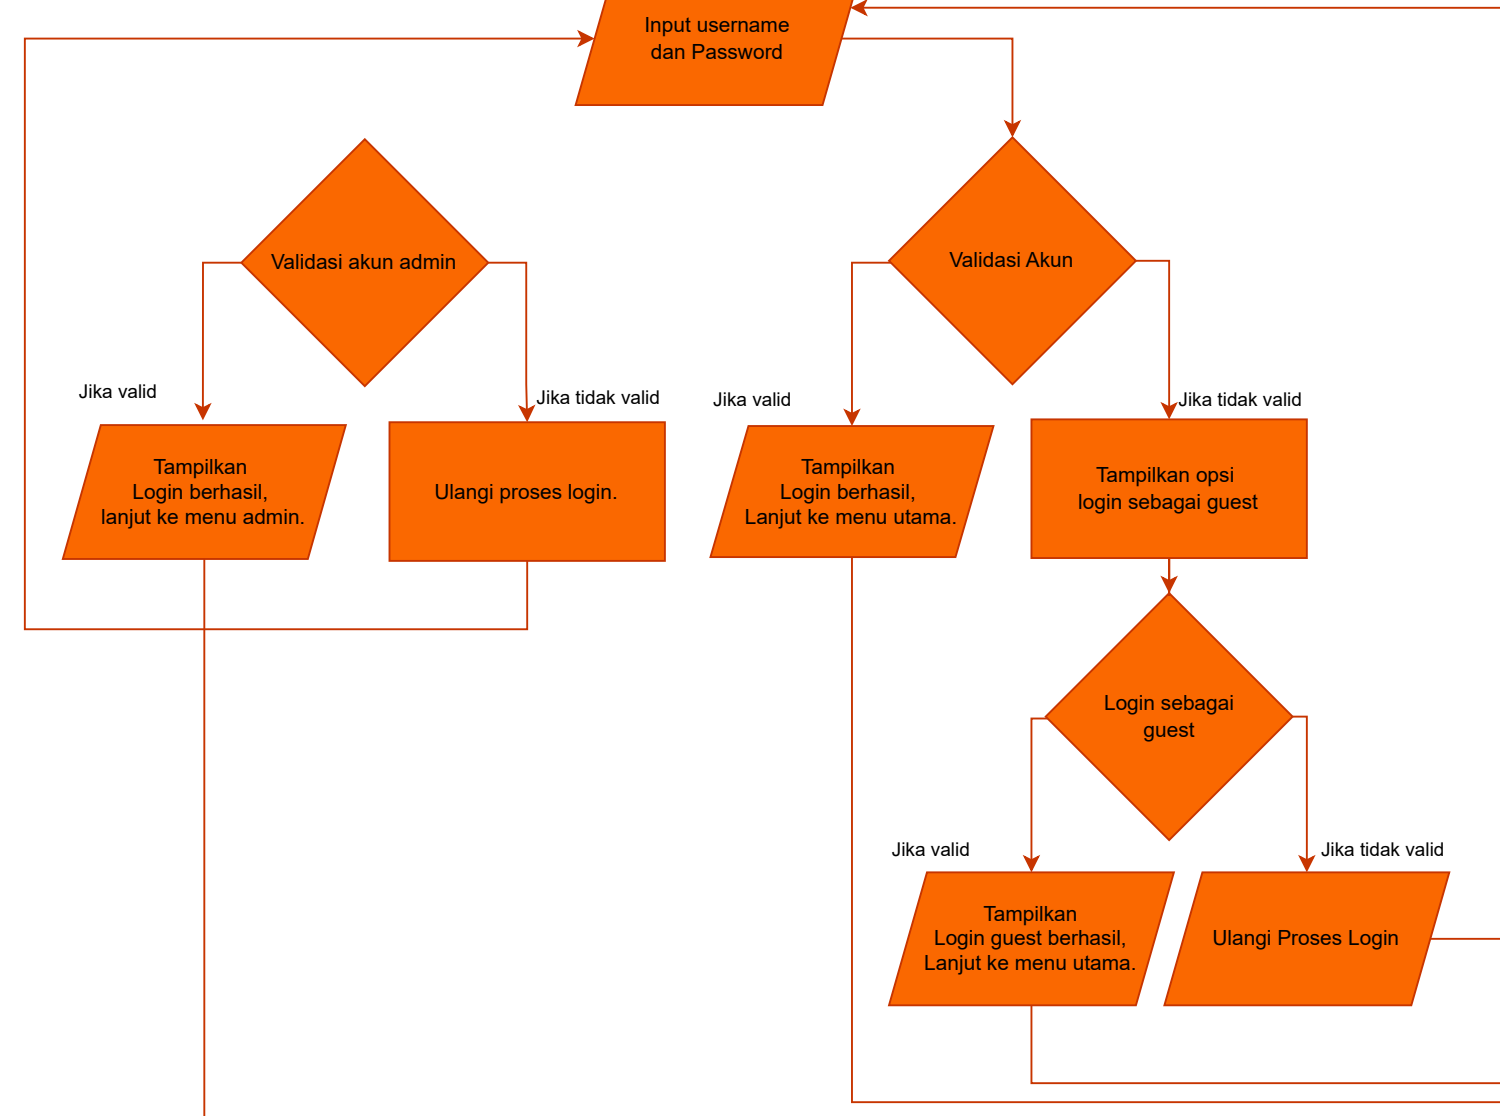 Input username
dan Password
Validasi akun admin
Validasi Akun
Jika valid
Jika tidak valid
Jika valid
Jika tidak valid
Tampilkan
Login berhasil,
lanjut ke menu admin.
Ulangi proses login.
Tampilkan
Login berhasil,
Lanjut ke menu utama.
Tampilkan opsi
login sebagai guest
Login sebagai
guest
Jika valid
Jika tidak valid
Tampilkan
Login guest berhasil,
Lanjut ke menu utama.
Ulangi Proses Login